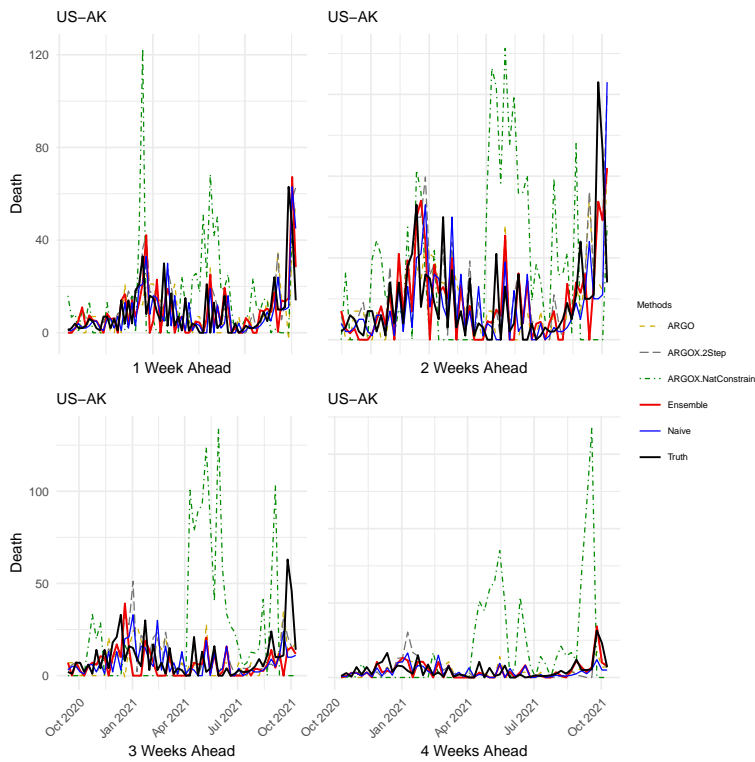 US−AK
US−AK
120
80
40
0
Death
1 Week Ahead
2 Weeks Ahead
Methods
ARGO
ARGOX.2Step
ARGOX.NatConstrain
Ensemble
Naive
Truth
US−AK
US−AK
100
50
0
Death
Oct 2020
Jan 2021
Apr 2021
Jul 2021
Oct 2021
Oct 2020
Jan 2021
Apr 2021
Jul 2021
Oct 2021
3 Weeks Ahead
4 Weeks Ahead